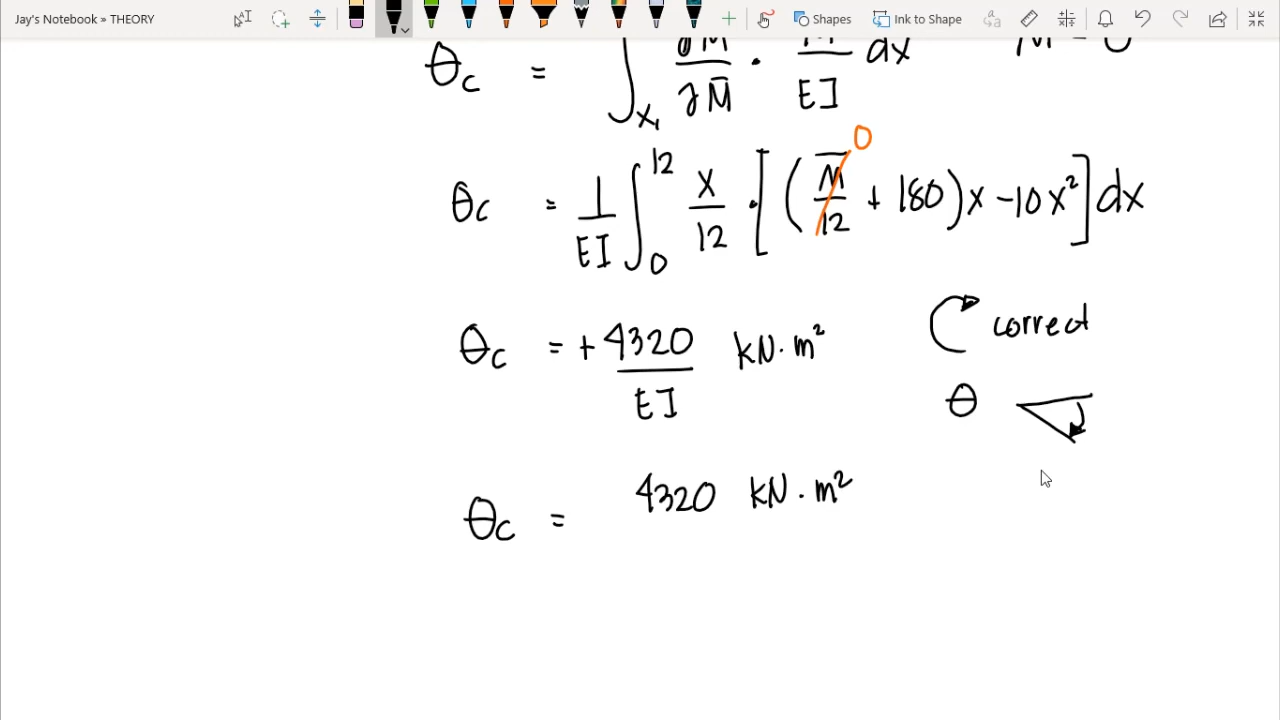 Jay's Notebook » THEORY
Shapes
Ink to Shape
θc = ∫x₁ ∂M/∂M̄ · M/EI dx M̄ = 0
θc = 1/EI ∫₀¹² x/12 · [(M̄/12 + 180)x - 10x²] dx
0
θc = + 4320/EI kN·m²
correct
θ
θc = 4320 kN·m²